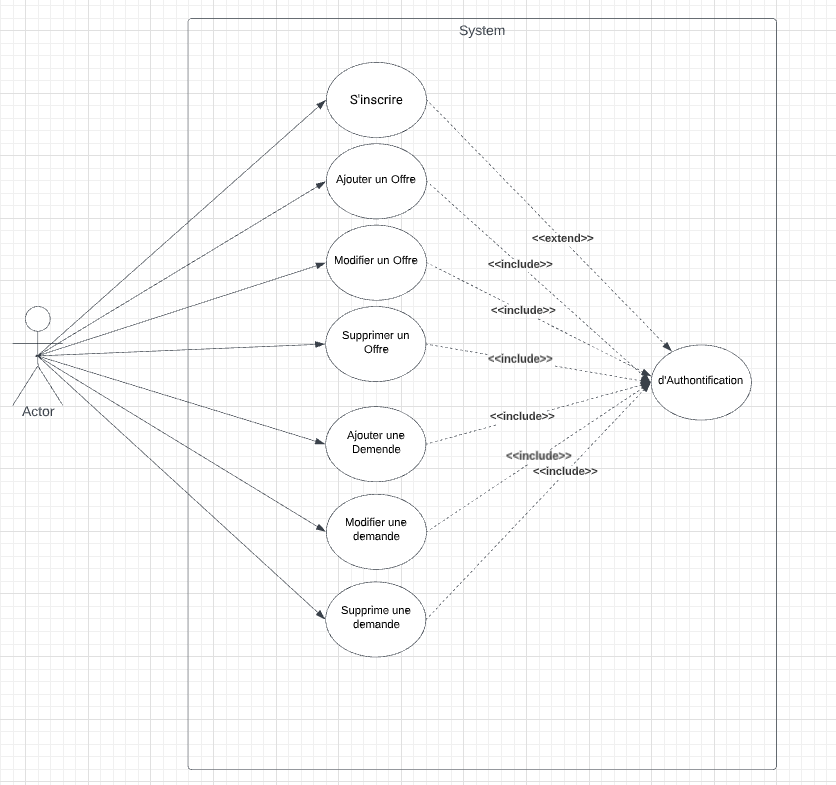 System
S'inscrire
Ajouter un Offre
<<extend>>
Modifier un Offre
<<include>>
<<include>>
Supprimer un
Offre
<<include>>
d'Authontification
Actor
<<include>>
Ajouter une
Demende
<<include>>
<<include>>
Modifier une
demande
Supprime une
demande